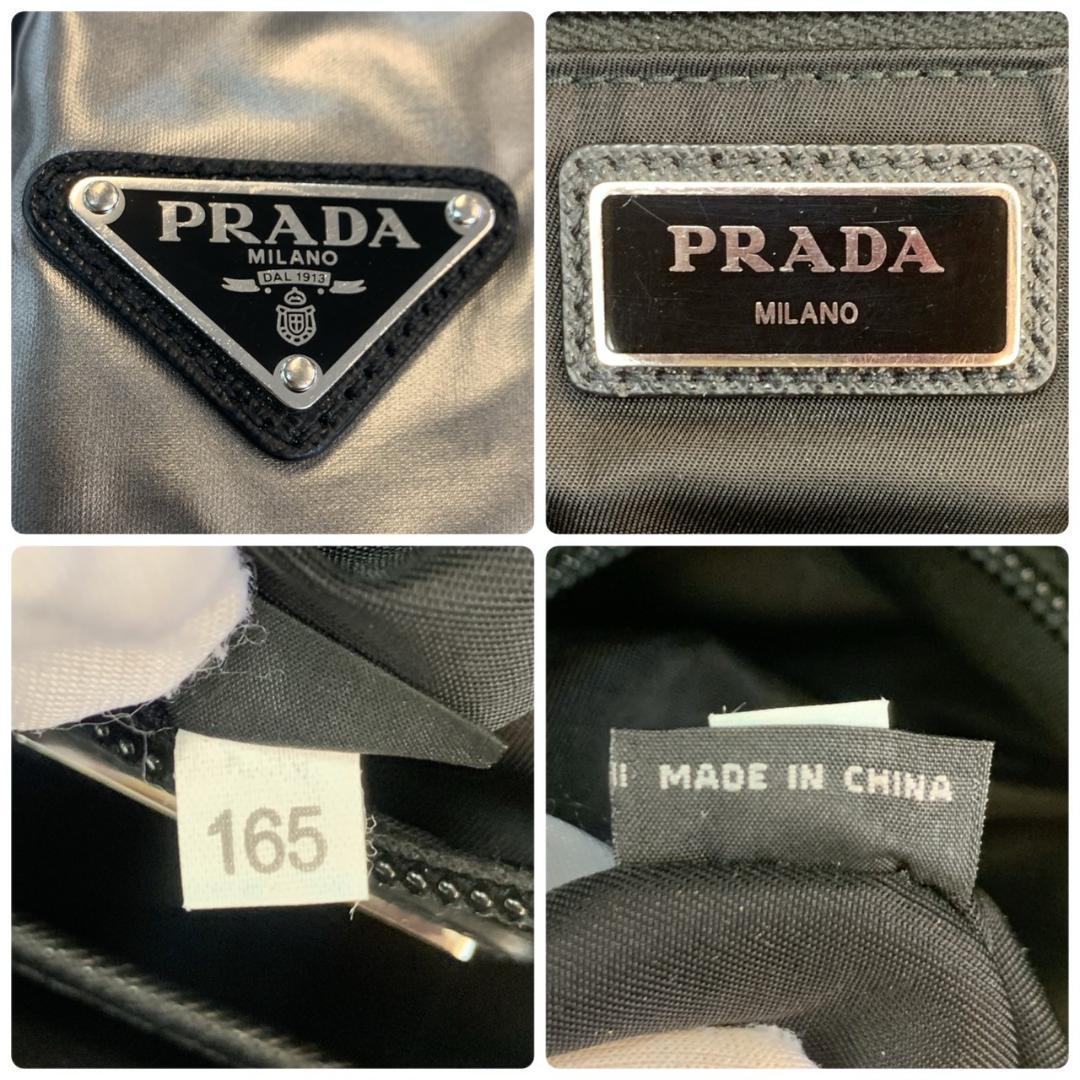 PRADA
MILANO
DAL 1913
PRADA
MILANO
165
MADE IN CHINA